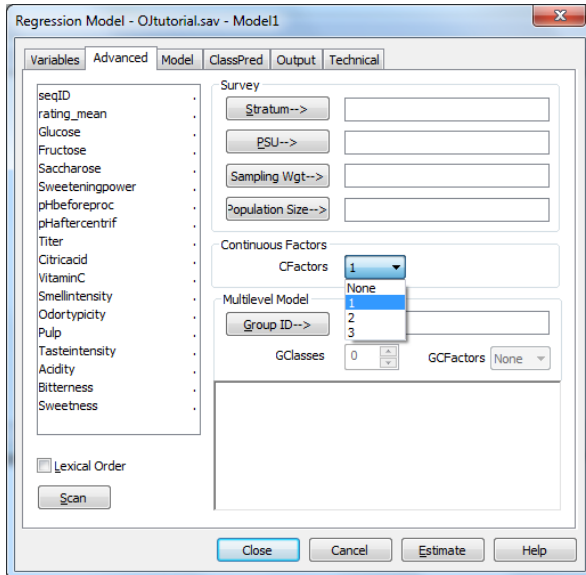 Regression Model - OJtutorial.sav - Model1
x
Variables Advanced Model ClassPred Output Technical
seqID .
rating_mean .
Glucose .
Fructose .
Saccharose .
Sweeteningpower .
pHbeforeproc .
pHaftercentrif .
Titer .
Citricacid .
VitaminC .
Smellintensity .
Odortypicity .
Pulp .
Tasteintensity .
Acidity .
Bitterness .
Sweetness .
Lexical Order
Scan
Survey
Stratum-->
PSU-->
Sampling Wgt-->
Population Size-->
Continuous Factors
CFactors 1
None
1
2
3
Multilevel Model
Group ID-->
GClasses 0 GCFactors None
Close Cancel Estimate Help